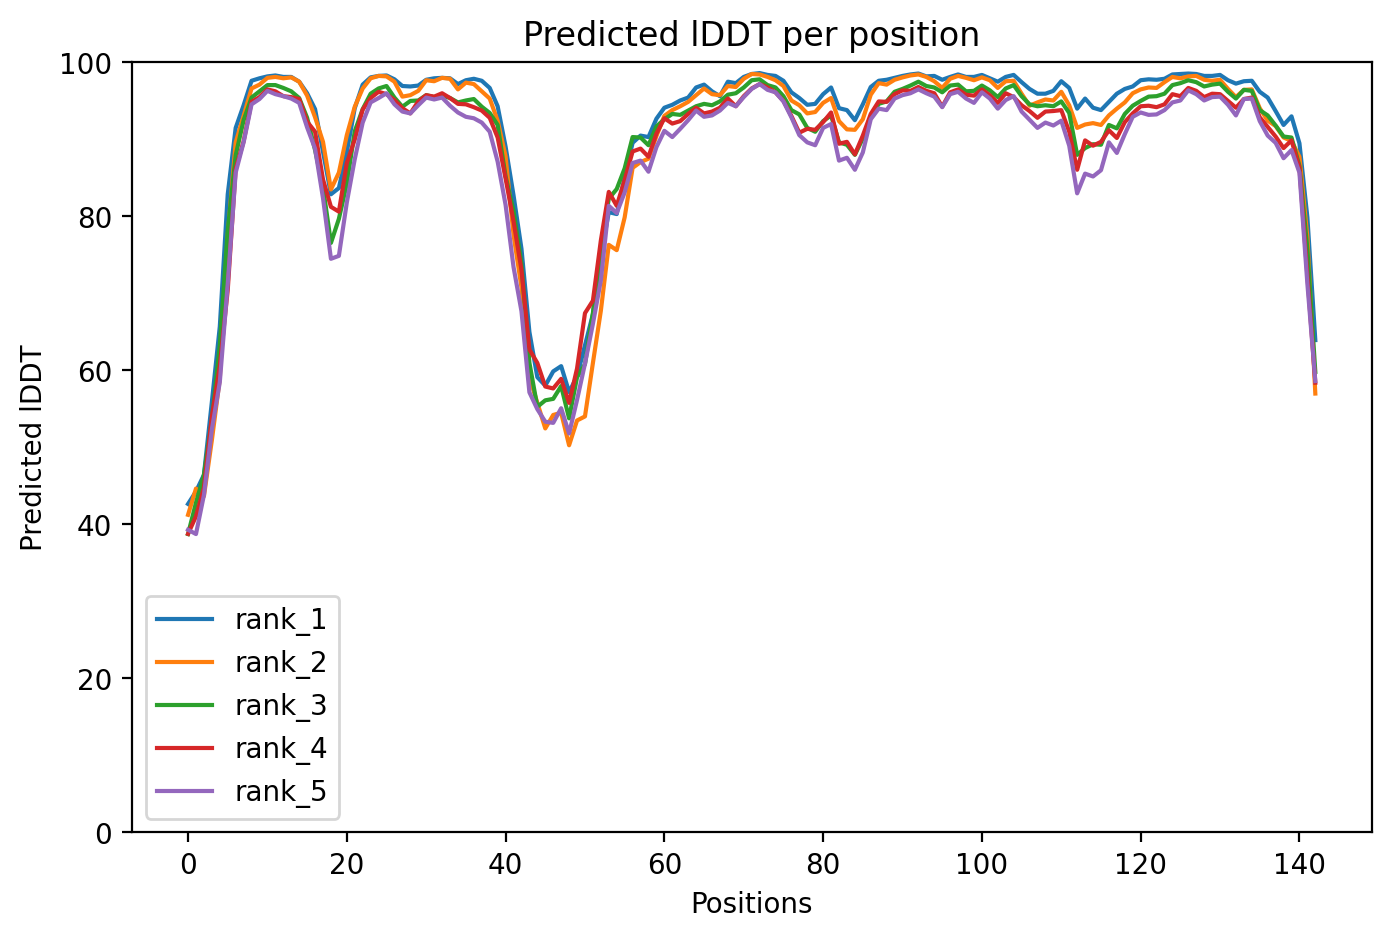 Predicted lDDT per position
100
80
60
40
20
0
Predicted lDDT
rank_1
rank_2
rank_3
rank_4
rank_5
0 20 40 60 80 100 120 140
Positions